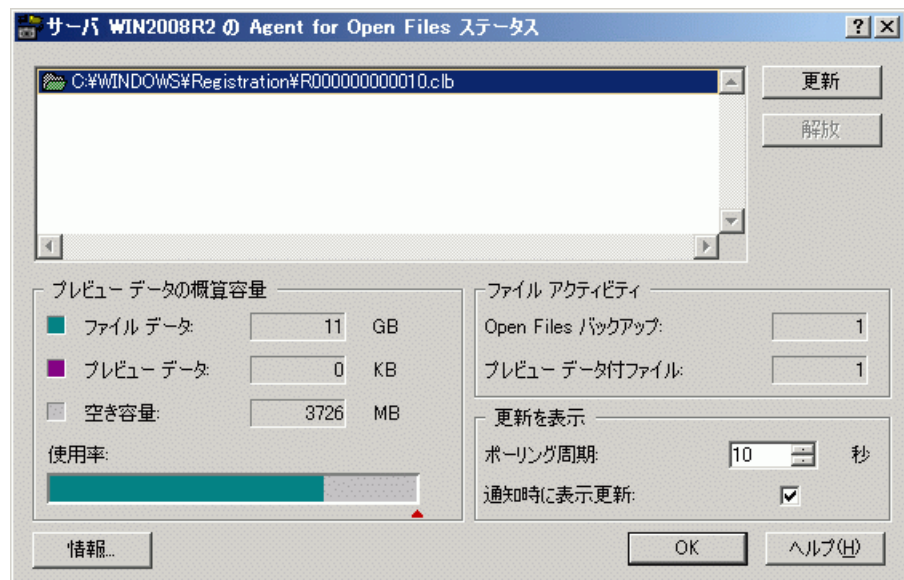 サーバ WIN2008R2 の Agent for Open Files ステータス
C:¥WINDOWS¥Registration¥R000000000010.clb
更新
解放
プレビュー データの概算容量
ファイル データ: 11 GB
プレビュー データ: 0 KB
空き容量: 3726 MB
使用率:
ファイル アクティビティ
Open Files バックアップ: 1
プレビュー データ付ファイル: 1
更新を表示
ポーリング周期: 10 秒
通知時に表示更新:
情報...
OK
ヘルプ(H)